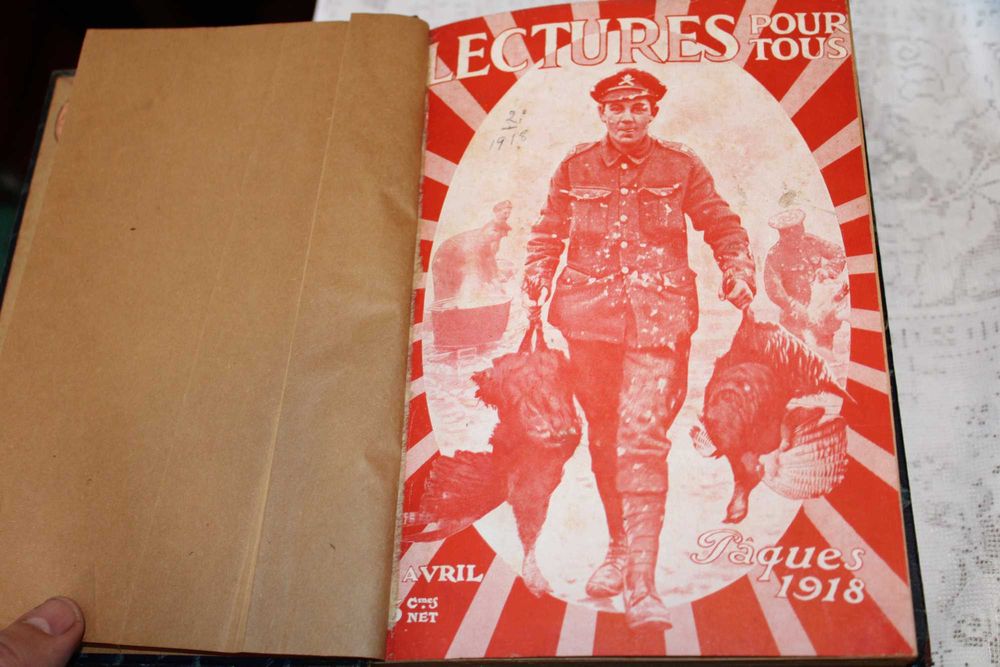 LECTURES POUR TOUS
2
1918
AVRIL
Cmes
NET
Pâques
1918